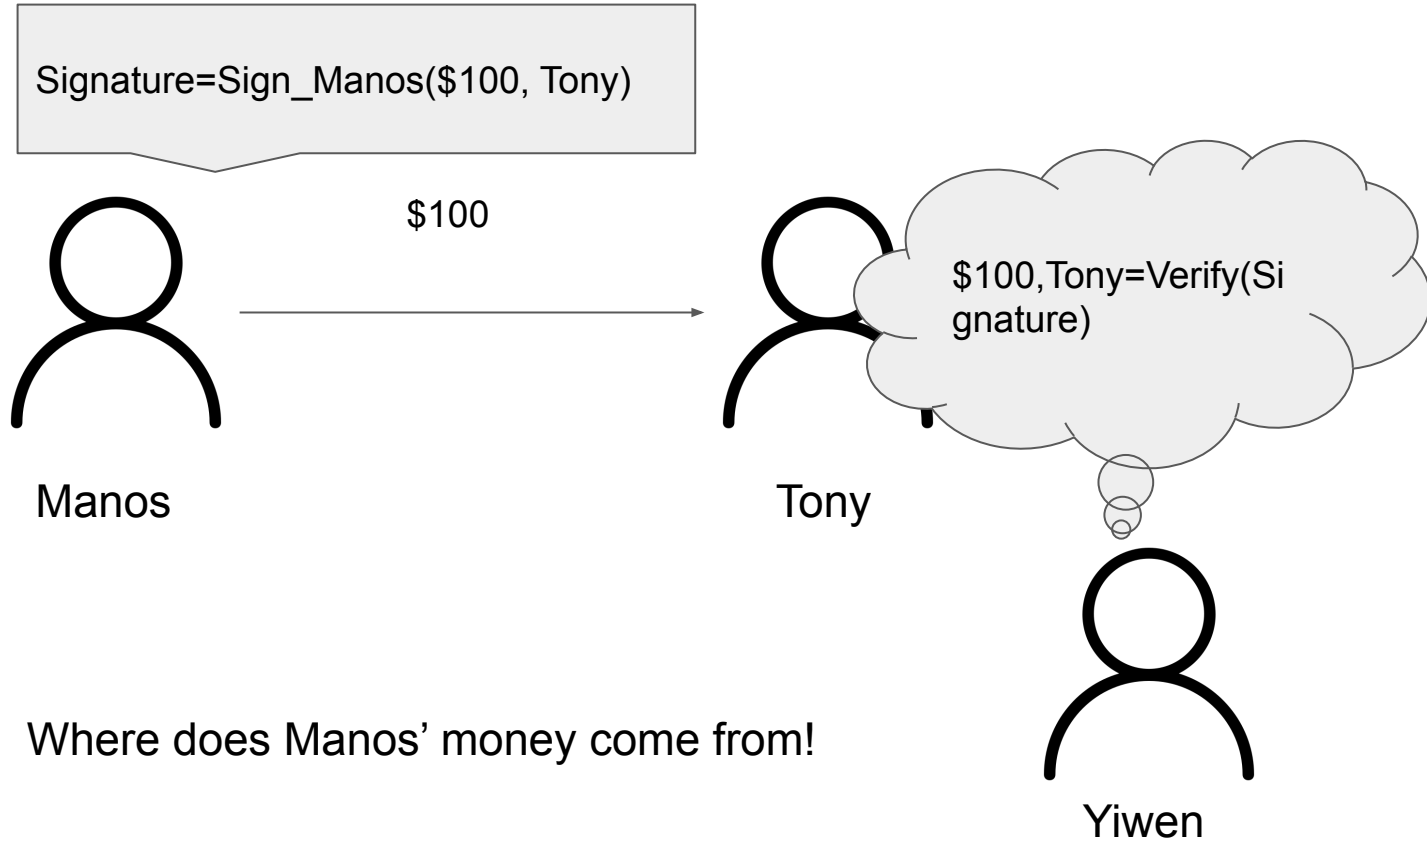 Signature=Sign_Manos($100, Tony)
$100
$100,Tony=Verify(Si
gnature)
Manos
Tony
Where does Manos’ money come from!
Yiwen